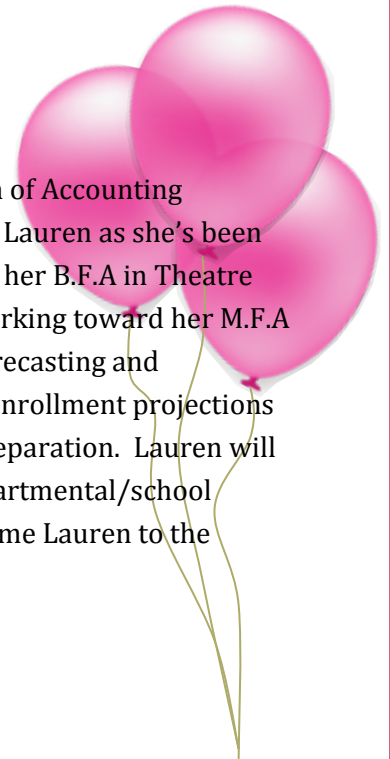 of Accounting
Lauren as she's been
her B.F.A in Theatre
rking toward her M.F.A
recasting and
nrollment projections
eparation.  Lauren will
artmental/school
me Lauren to the